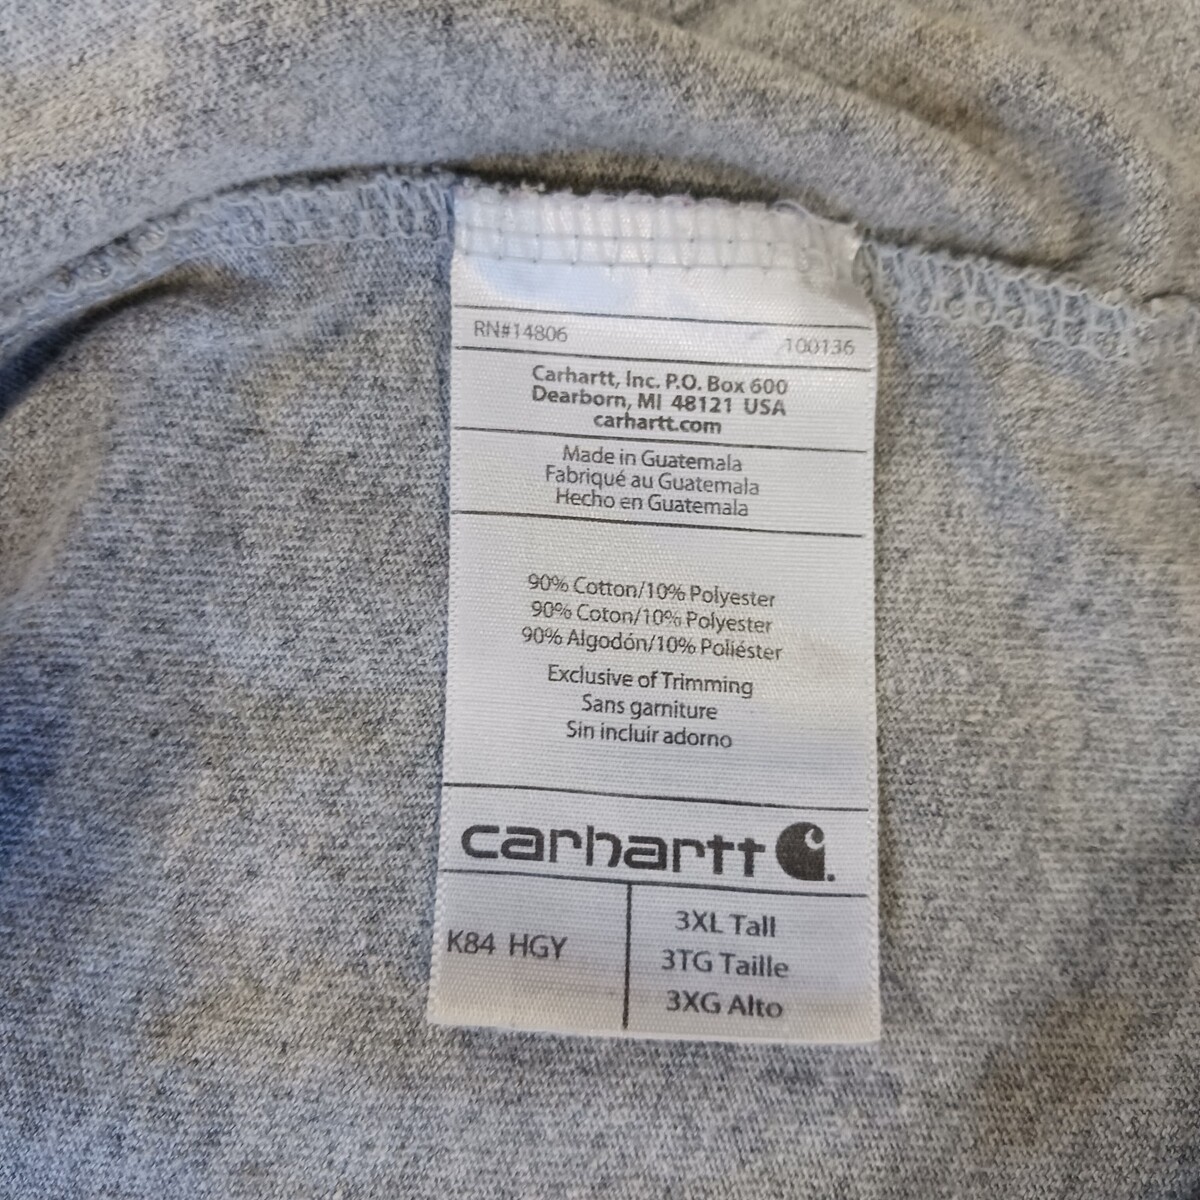 RN#14806 100136
Carhartt, Inc. P.O. Box 600
Dearborn, MI 48121 USA
carhartt.com
Made in Guatemala
Fabriqué au Guatemala
Hecho en Guatemala
90% Cotton/10% Polyester
90% Coton/10% Polyester
90% Algodón/10% Poliéster
Exclusive of Trimming
Sans garniture
Sin incluir adorno
carhartt
K84 HGY
3XL Tall
3TG Taille
3XG Alto